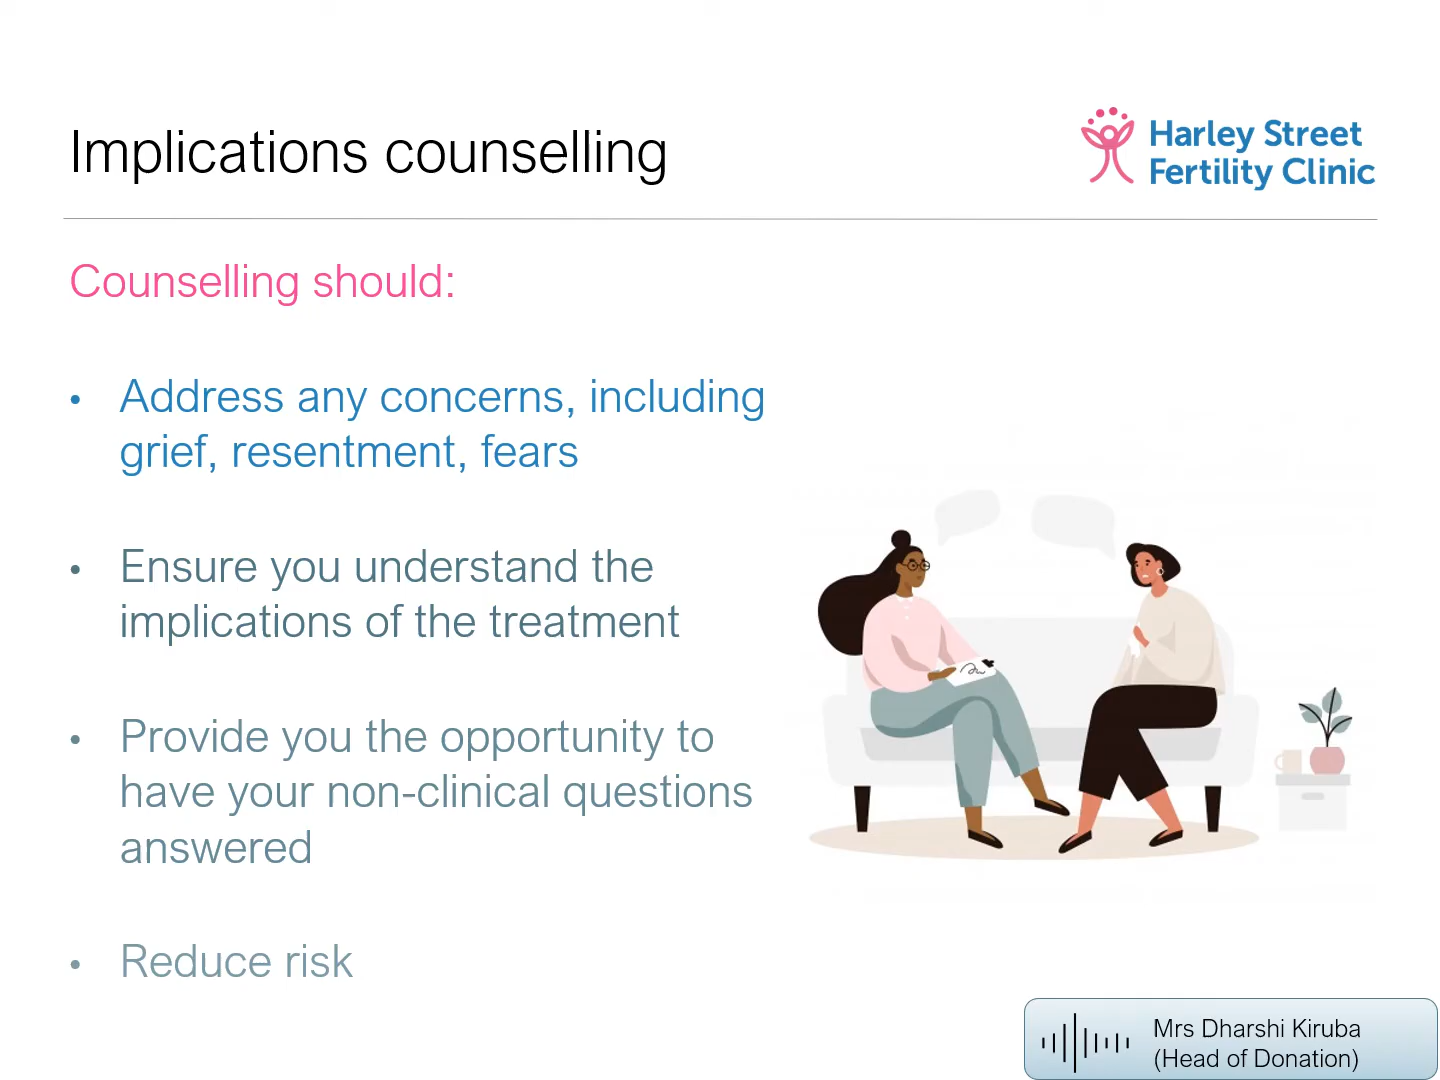 Implications counselling
Harley Street
Fertility Clinic
Counselling should:
• Address any concerns, including
grief, resentment, fears
• Ensure you understand the
implications of the treatment
• Provide you the opportunity to
have your non-clinical questions
answered
• Reduce risk
Mrs Dharshi Kiruba
(Head of Donation)